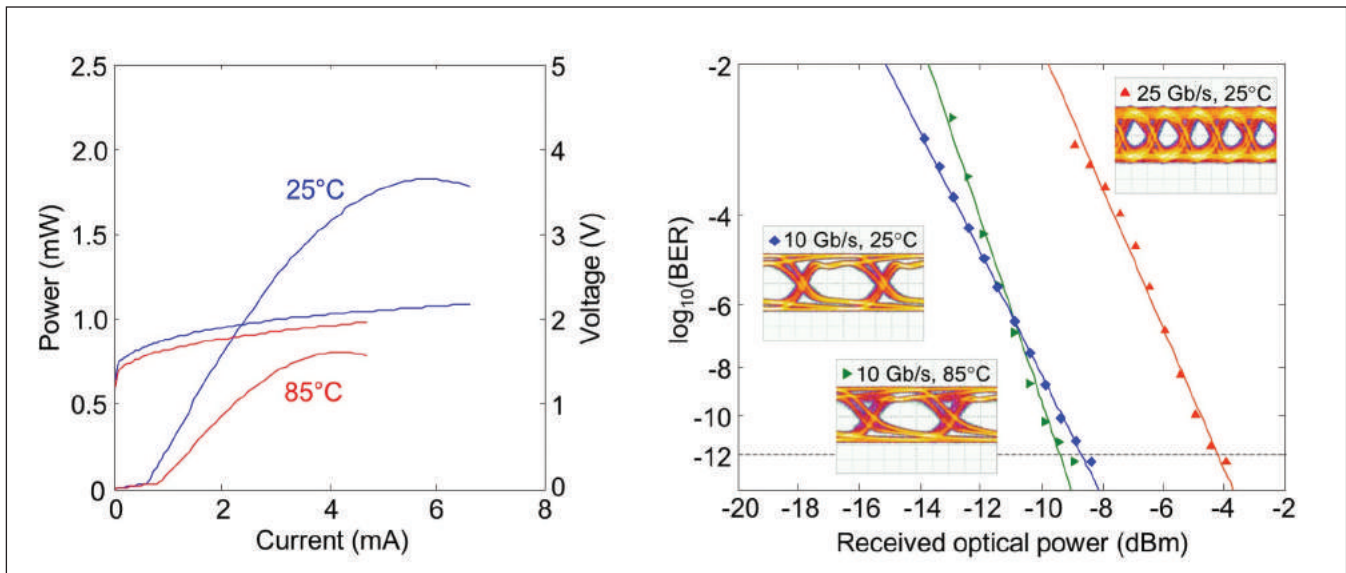 2.5
2.0
1.5
1.0
0.5
0
Power (mW)
5
4
3
2
1
0
Voltage (V)
25°C
85°C
0 2 4 6 8
Current (mA)
-2
-4
-6
-8
-10
-12
log10(BER)
25 Gb/s, 25°C
10 Gb/s, 25°C
10 Gb/s, 85°C
-20 -18 -16 -14 -12 -10 -8 -6 -4 -2
Received optical power (dBm)